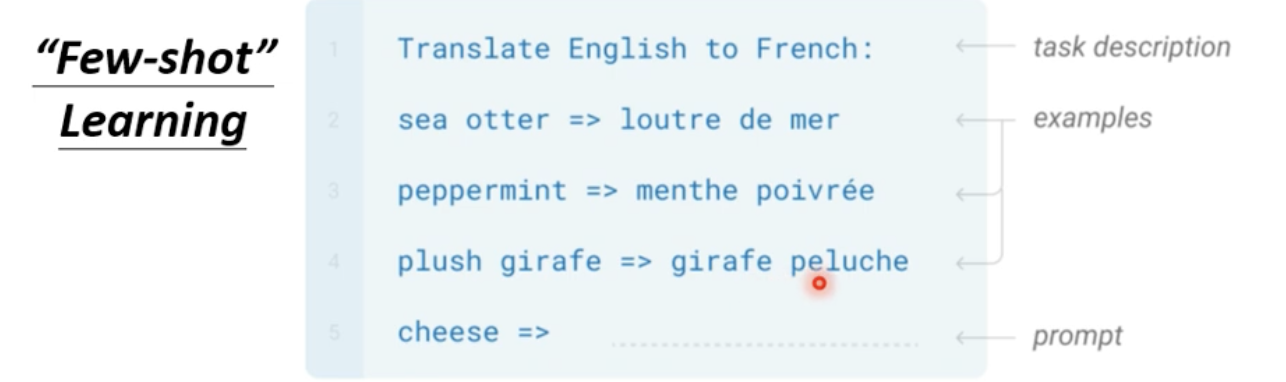 “Few-shot”
Learning
1 Translate English to French: task description
2 sea otter => loutre de mer examples
3 peppermint => menthe poivrée
4 plush girafe => girafe peluche
5 cheese => prompt